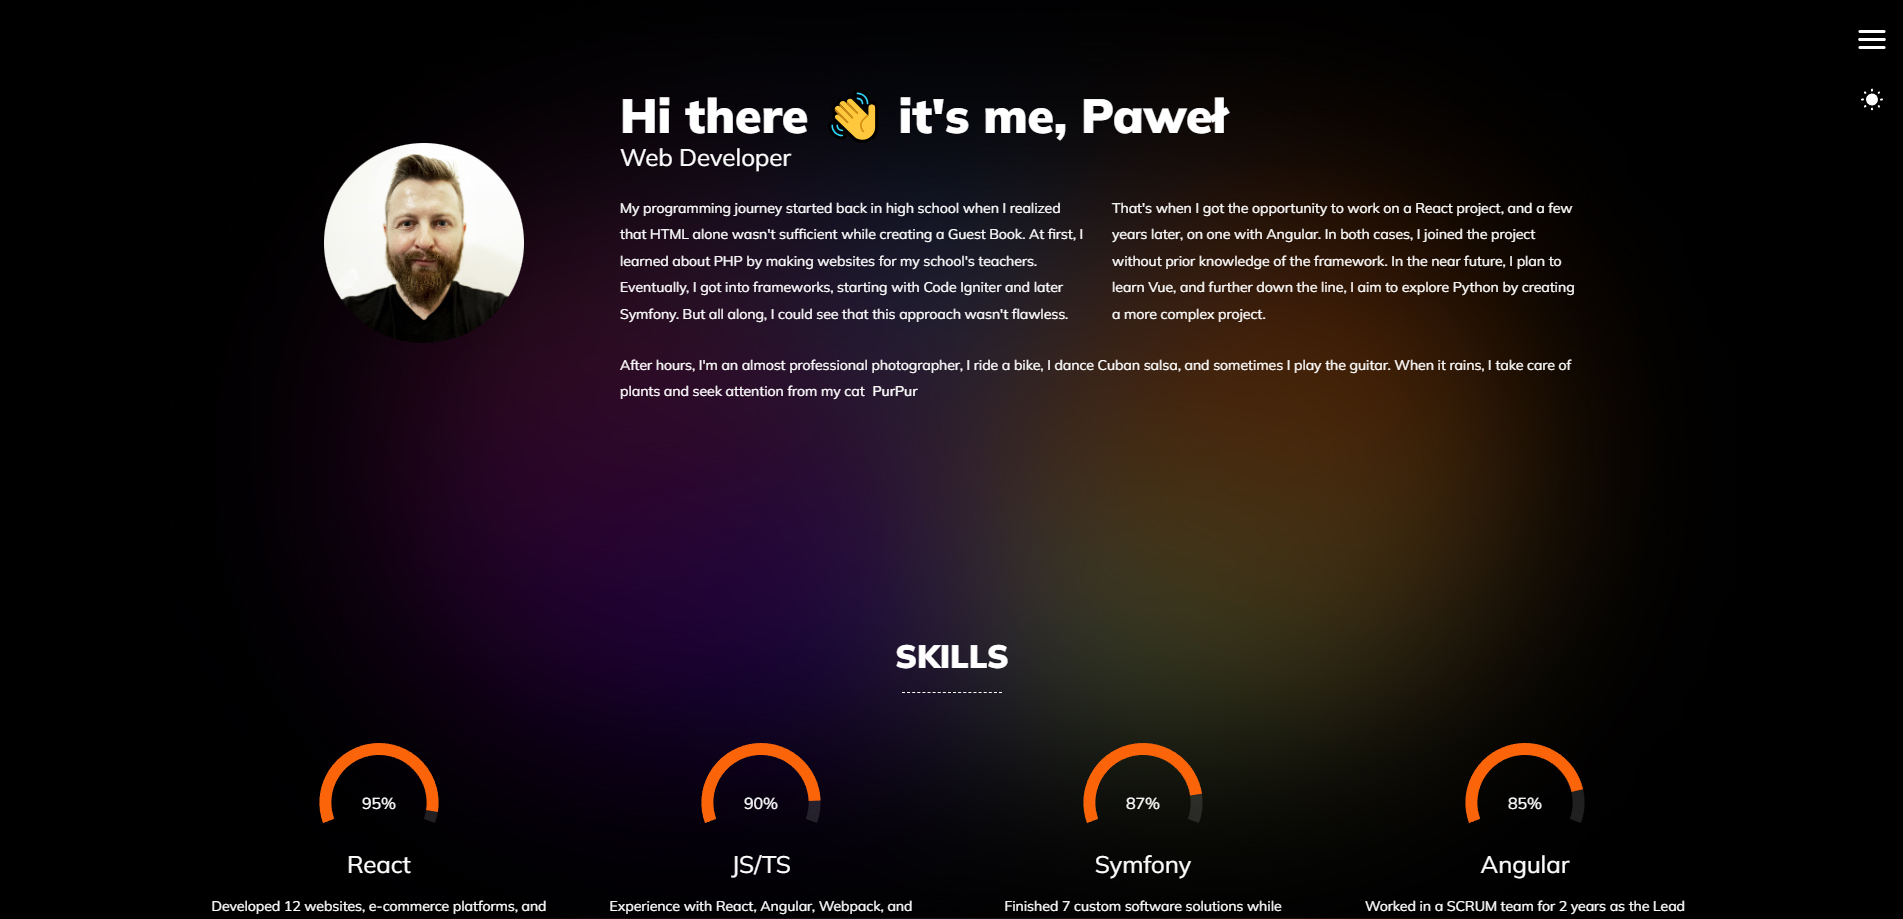 Hi there 👋 it's me, Paweł
Web Developer
My programming journey started back in high school when I realized
that HTML alone wasn't sufficient while creating a Guest Book. At first, I
learned about PHP by making websites for my school's teachers.
Eventually, I got into frameworks, starting with Code Igniter and later
Symfony. But all along, I could see that this approach wasn't flawless.
That's when I got the opportunity to work on a React project, and a few
years later, on one with Angular. In both cases, I joined the project
without prior knowledge of the framework. In the near future, I plan to
learn Vue, and further down the line, I aim to explore Python by creating
a more complex project.
After hours, I'm an almost professional photographer, I ride a bike, I dance Cuban salsa, and sometimes I play the guitar. When it rains, I take care of
plants and seek attention from my cat PurPur
SKILLS
95%
React
Developed 12 websites, e-commerce platforms, and
90%
JS/TS
Experience with React, Angular, Webpack, and
87%
Symfony
Finished 7 custom software solutions while
85%
Angular
Worked in a SCRUM team for 2 years as the Lead